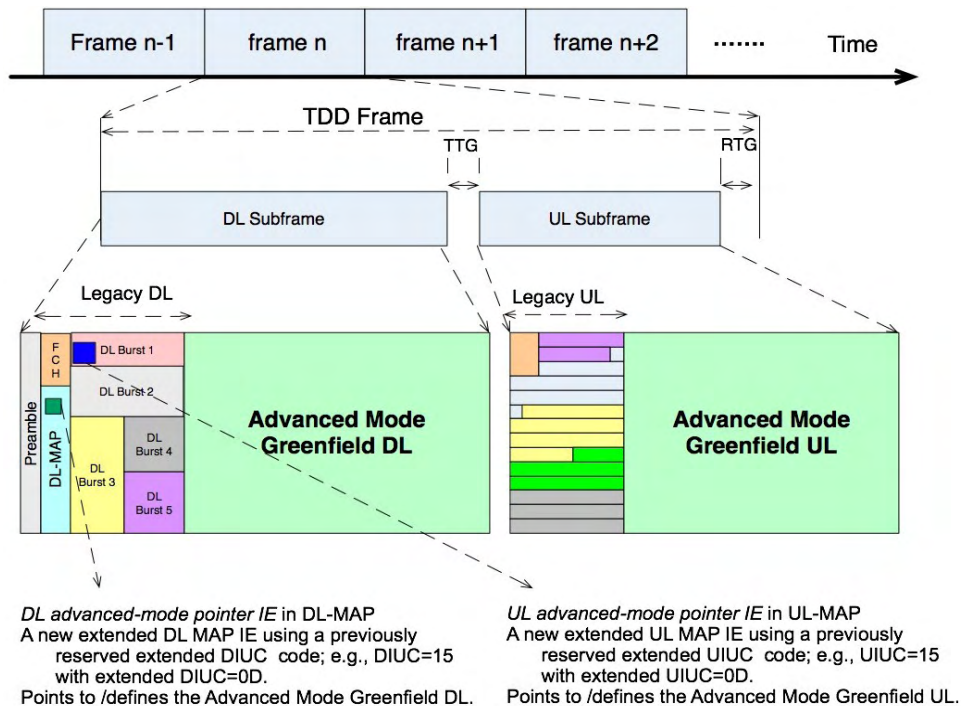 Frame n-1
frame n
frame n+1
frame n+2
.......
Time
TDD Frame
TTG
RTG
DL Subframe
UL Subframe
Legacy DL
Legacy UL
Preamble
F
C
H
DL-MAP
DL Burst 1
DL Burst 2
DL
Burst 3
DL
Burst 4
DL
Burst 5
Advanced Mode
Greenfield DL
Advanced Mode
Greenfield UL
DL advanced-mode pointer IE in DL-MAP
A new extended DL MAP IE using a previously
reserved extended DIUC code; e.g., DIUC=15
with extended DIUC=0D.
Points to /defines the Advanced Mode Greenfield DL.
UL advanced-mode pointer IE in UL-MAP
A new extended UL MAP IE using a previously
reserved extended UIUC code; e.g., UIUC=15
with extended UIUC=0D.
Points to /defines the Advanced Mode Greenfield UL.